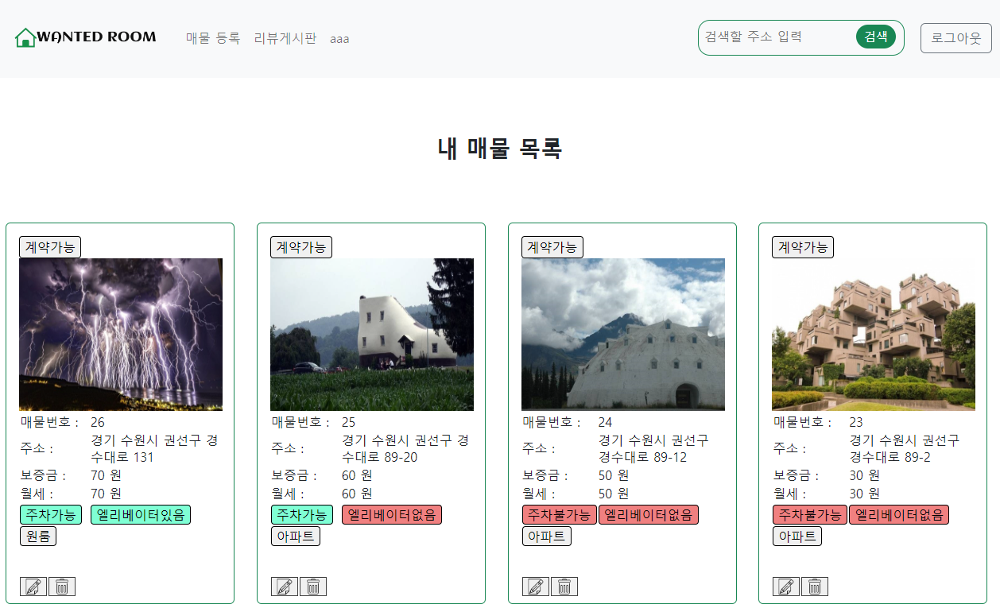 WANTED ROOM 매물 등록 리뷰게시판 aaa 검색할 주소 입력 검색 로그아웃
내 매물 목록
계약가능
매물번호 : 26
주소 : 경기 수원시 권선구 경
수대로 131
보증금 : 70 원
월세 : 70 원
주차가능 엘리베이터있음
원룸
계약가능
매물번호 : 25
주소 : 경기 수원시 권선구 경
수대로 89-20
보증금 : 60 원
월세 : 60 원
주차가능 엘리베이터없음
아파트
계약가능
매물번호 : 24
주소 : 경기 수원시 권선구
경수대로 89-12
보증금 : 50 원
월세 : 50 원
주차불가능 엘리베이터없음
아파트
계약가능
매물번호 : 23
주소 : 경기 수원시 권선구
경수대로 89-2
보증금 : 30 원
월세 : 30 원
주차불가능 엘리베이터없음
아파트